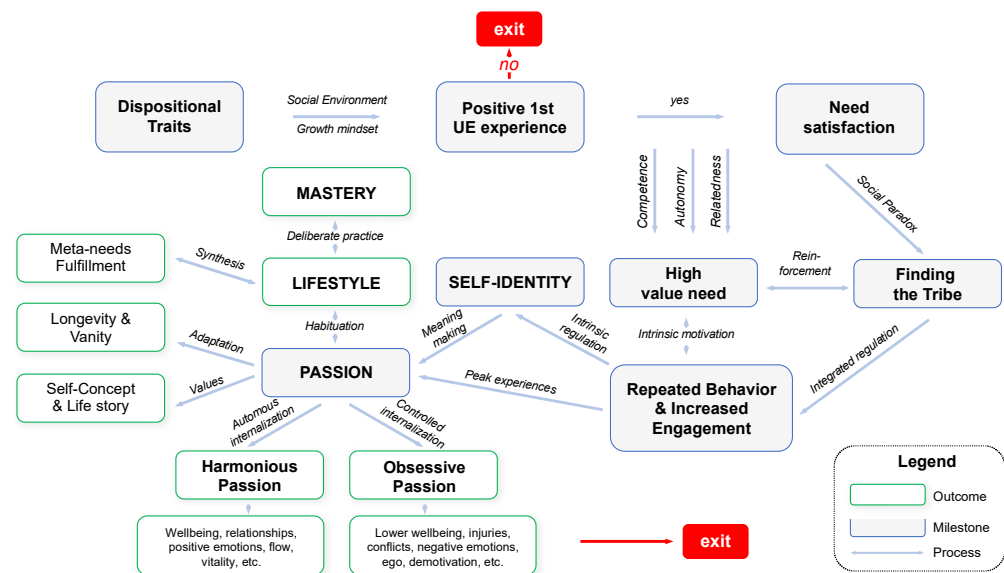 exit
no
Dispositional
Traits
Social Environment
Growth mindset
Positive 1st
UE experience
yes
Need
satisfaction
Competence
Autonomy
Relatedness
Social Paradox
MASTERY
Deliberate practice
Meta-needs
Fulfillment
Synthesis
LIFESTYLE
SELF-IDENTITY
High
value need
Rein-
forcement
Finding
the Tribe
Longevity &
Vanity
Adaptation
Habituation
Meaning
making
Intrinsic
regulation
Intrinsic motivation
Integrated regulation
Self-Concept
& Life story
Values
PASSION
Peak experiences
Repeated Behavior
& Increased
Engagement
Automous
internalization
Controlled
internalization
Harmonious
Passion
Obsessive
Passion
Wellbeing, relationships,
positive emotions, flow,
vitality, etc.
Lower wellbeing, injuries,
conflicts, negative emotions,
ego, demotivation, etc.
exit
Legend
Outcome
Milestone
Process